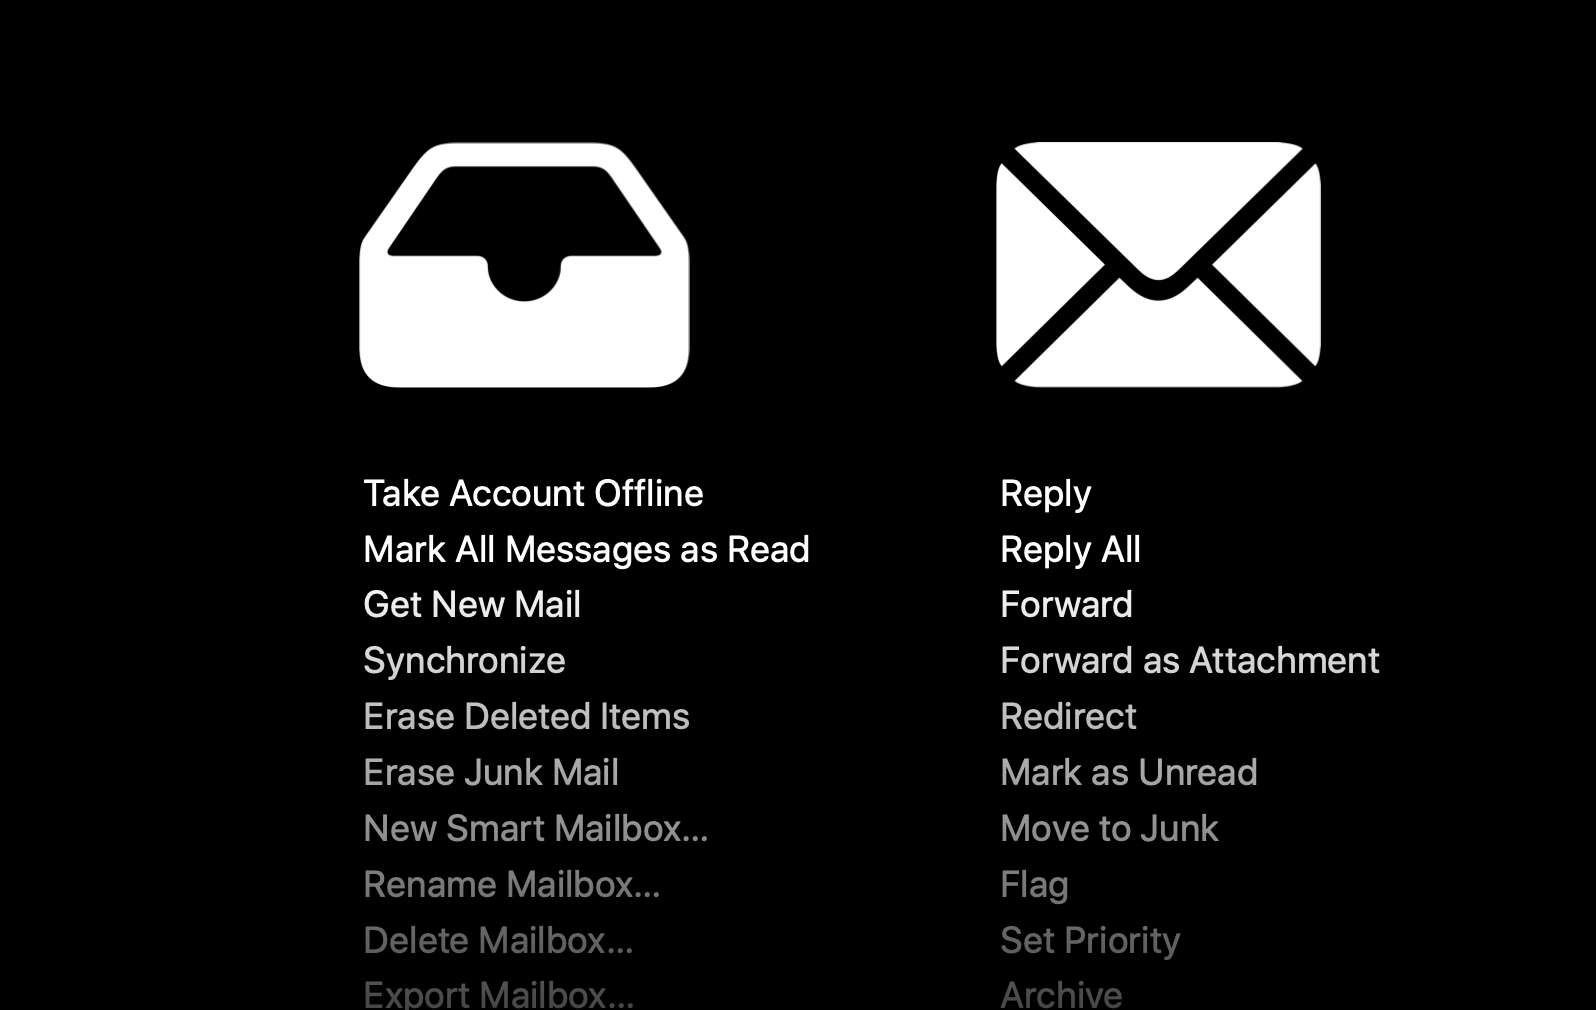 Take Account Offline
Mark All Messages as Read
Get New Mail
Synchronize
Erase Deleted Items
Erase Junk Mail
New Smart Mailbox...
Rename Mailbox...
Delete Mailbox...
Export Mailbox...
Reply
Reply All
Forward
Forward as Attachment
Redirect
Mark as Unread
Move to Junk
Flag
Set Priority
Archive